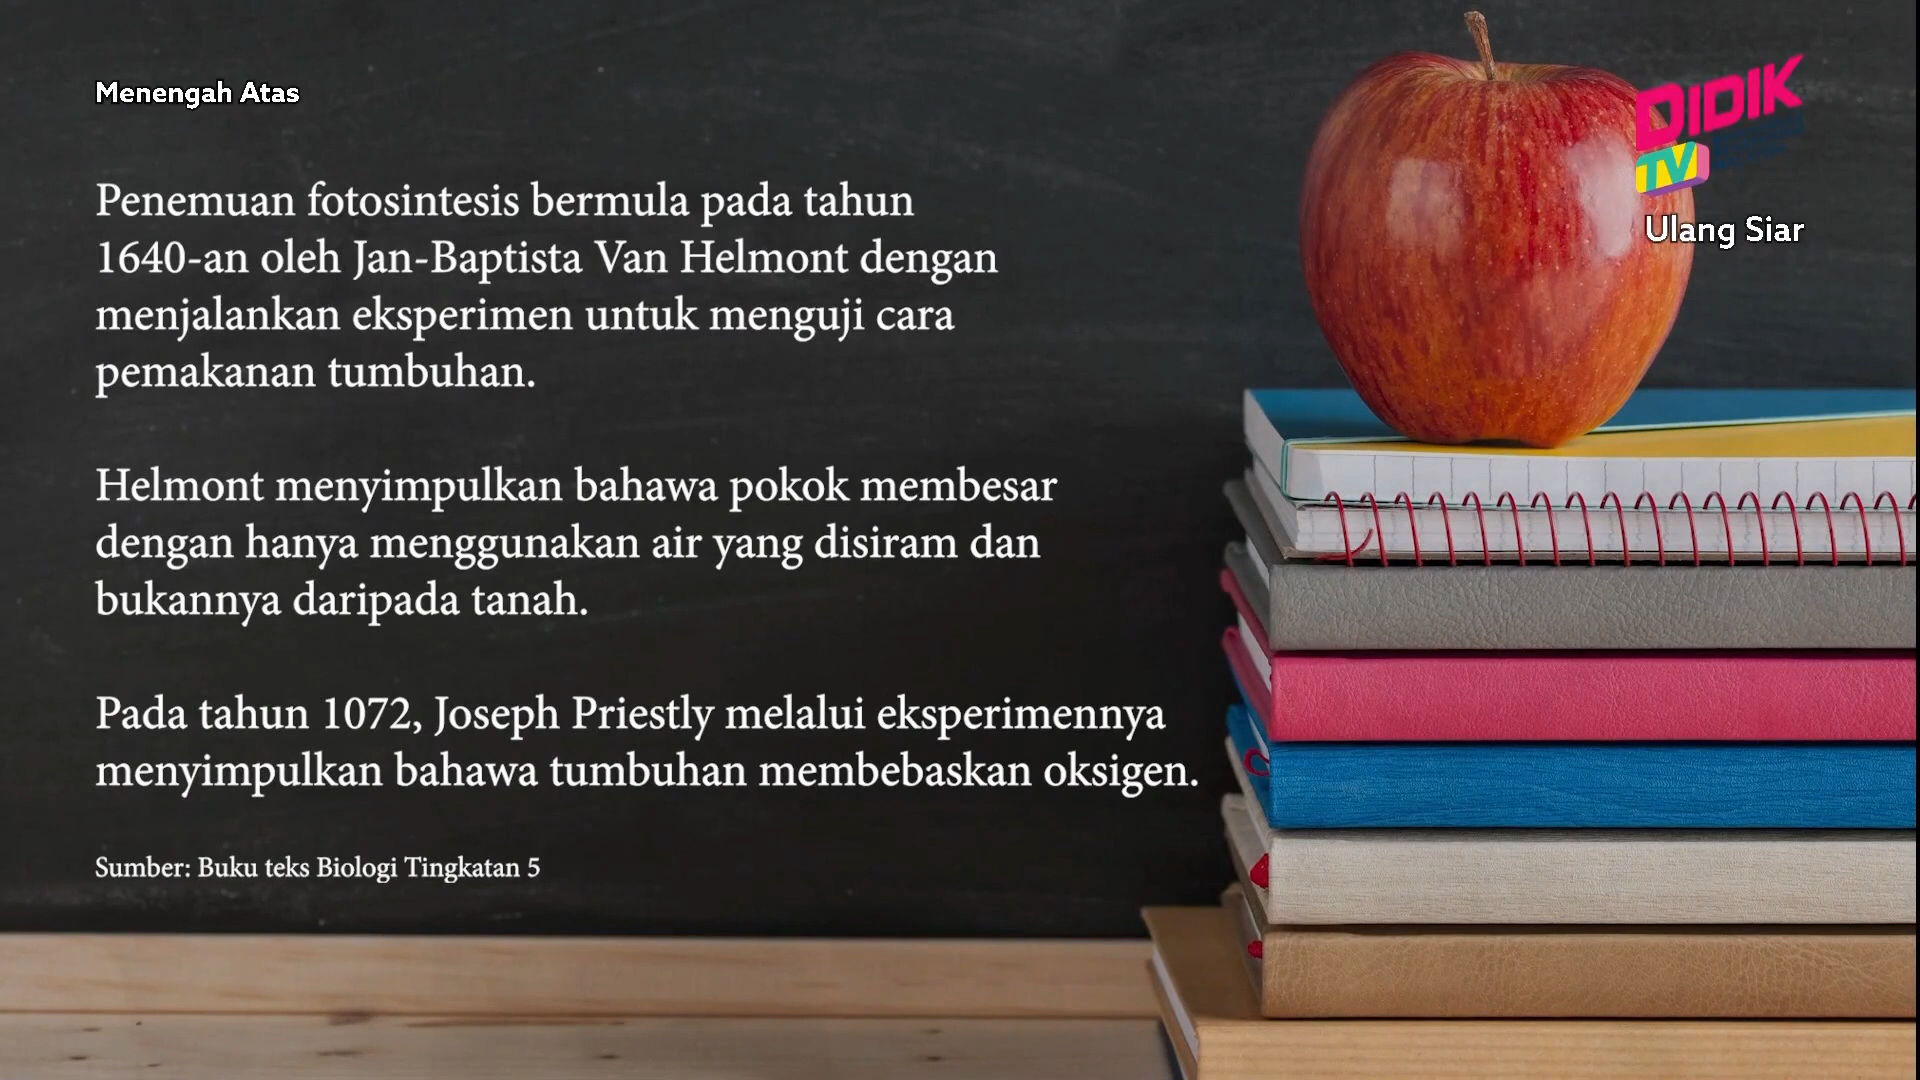 Menengah Atas
DIDIK
TV
Ulang Siar
Penemuan fotosintesis bermula pada tahun
1640-an oleh Jan-Baptista Van Helmont dengan
menjalankan eksperimen untuk menguji cara
pemakanan tumbuhan.
Helmont menyimpulkan bahawa pokok membesar
dengan hanya menggunakan air yang disiram dan
bukannya daripada tanah.
Pada tahun 1072, Joseph Priestly melalui eksperimennya
menyimpulkan bahawa tumbuhan membebaskan oksigen.
Sumber: Buku teks Biologi Tingkatan 5